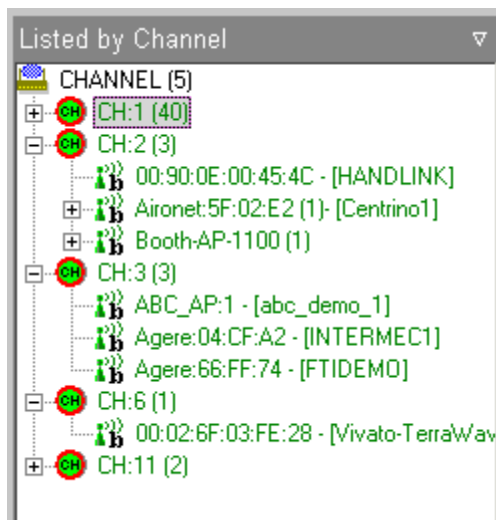 Listed by Channel
CHANNEL (5)
CH CH:1 (40)
CH CH:2 (3)
b 00:90:0E:00:45:4C - [HANDLINK]
b Aironet:5F:02:E2 (1)- [Centrino1]
b Booth-AP-1100 (1)
CH CH:3 (3)
b ABC_AP:1 - [abc_demo_1]
b Agere:04:CF:A2 - [INTERMEC1]
b Agere:66:FF:74 - [FTIDEMO]
CH CH:6 (1)
b 00:02:6F:03:FE:28 - [Vivato-TerraWav
CH CH:11 (2)